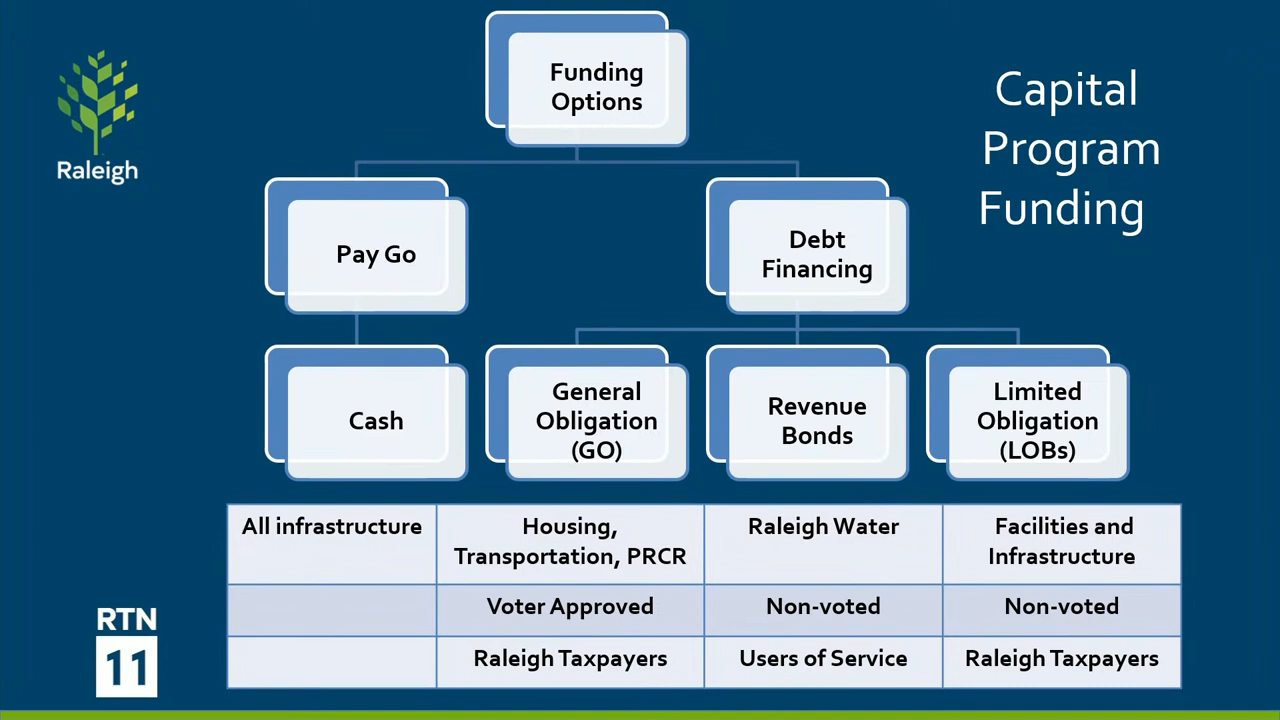 Funding
Options
Capital
Program
Funding
Raleigh
Pay Go
Debt
Financing
Cash
General
Obligation
(GO)
Revenue
Bonds
Limited
Obligation
(LOBs)
All infrastructure
Housing,
Transportation, PRCR
Raleigh Water
Facilities and
Infrastructure
Voter Approved
Non-voted
Non-voted
Raleigh Taxpayers
Users of Service
Raleigh Taxpayers
RTN
11